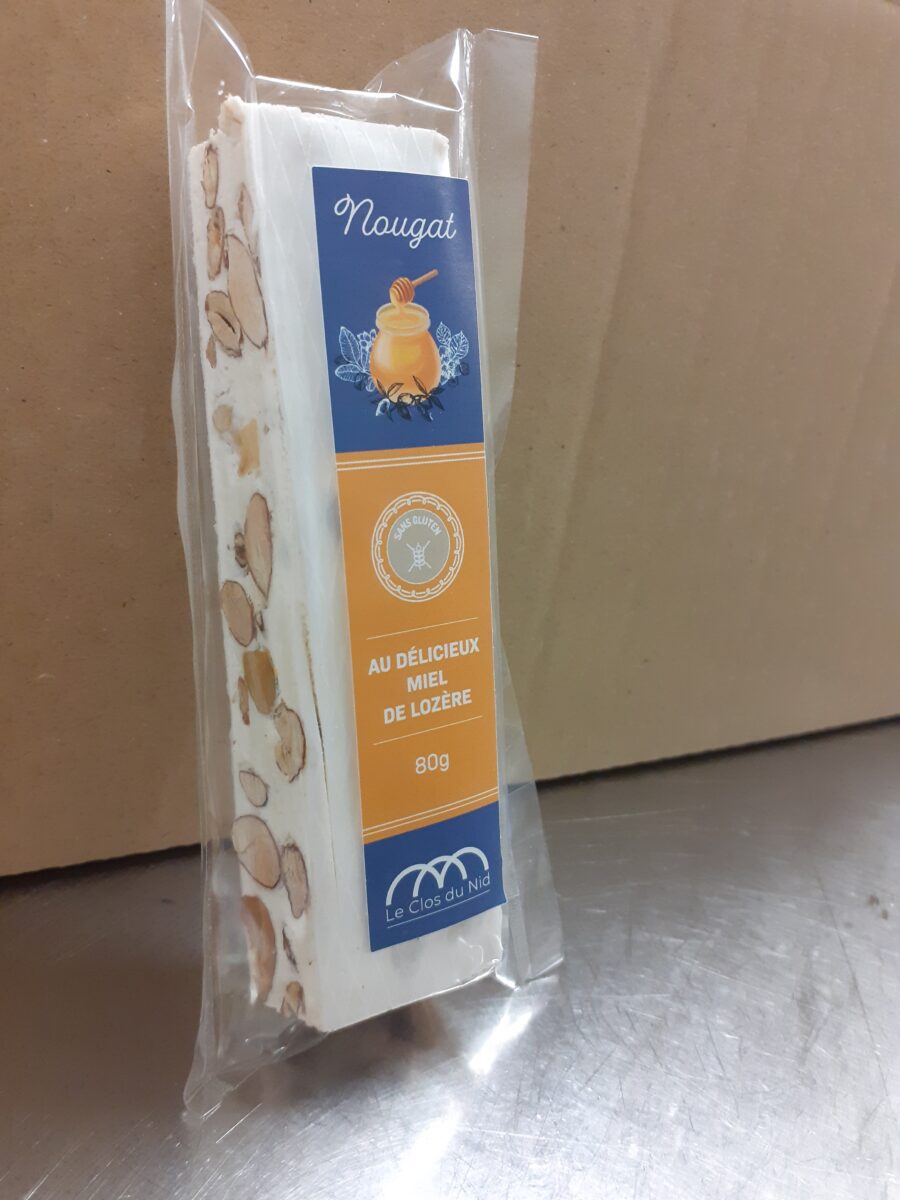 Nougat
SANS GLUTEN
AU DÉLICIEUX
MIEL
DE LOZÈRE
80g
Le Clos du Nid